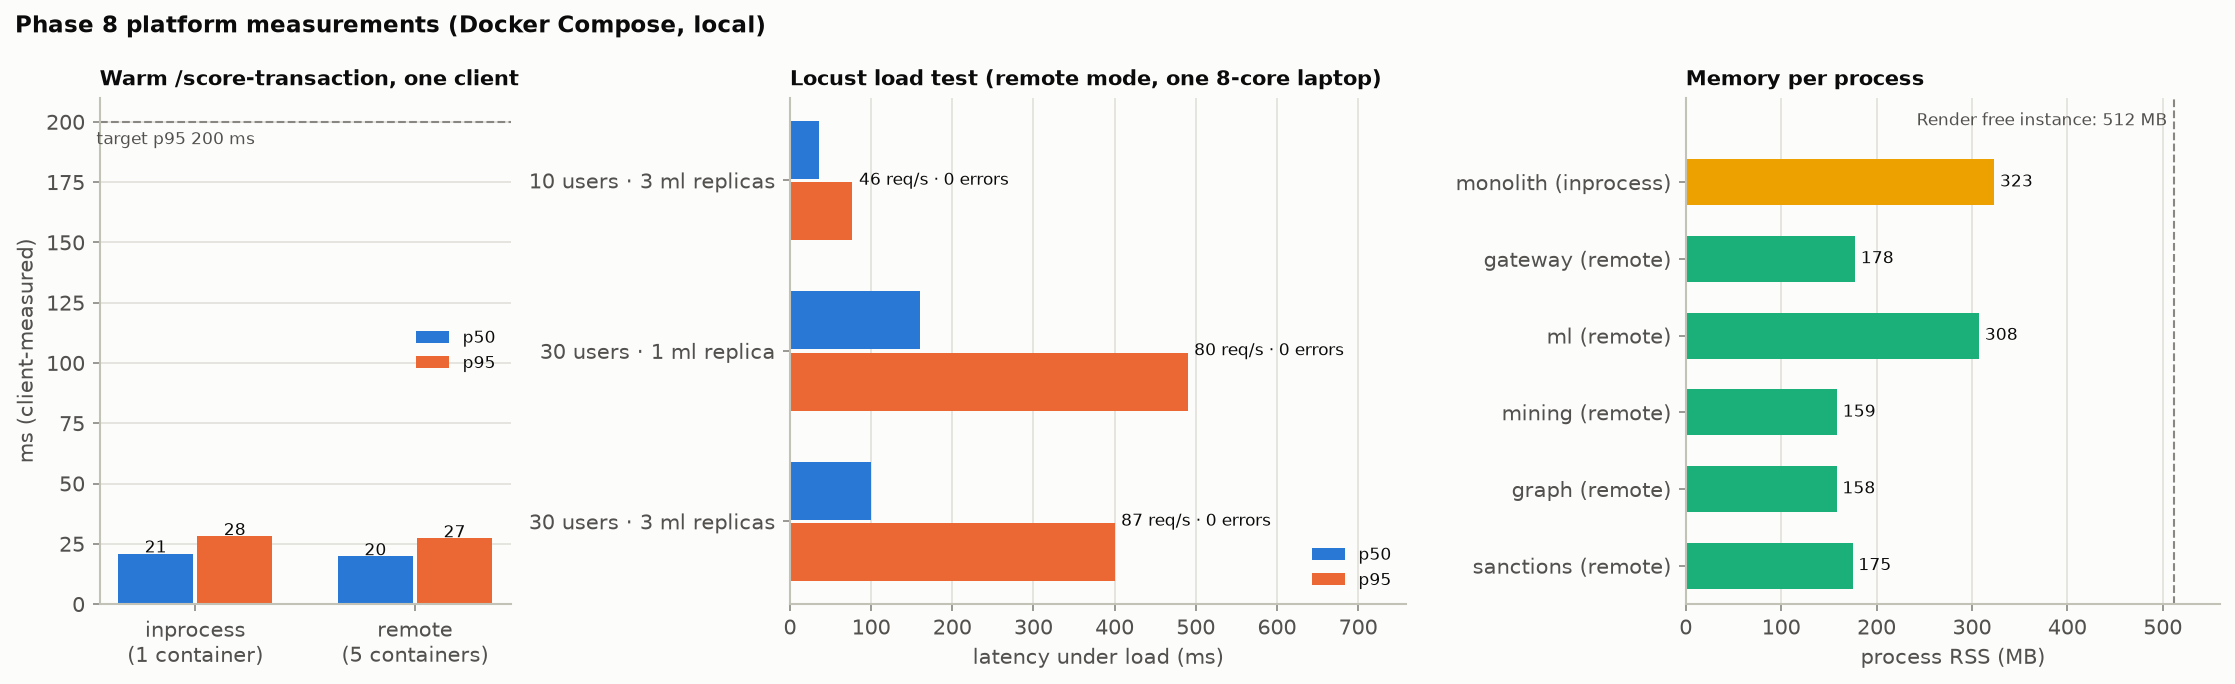 Phase 8 platform measurements (Docker Compose, local)
Warm /score-transaction, one client
ms (client-measured)
200
175
150
125
100
75
50
25
0
target p95 200 ms
p50
p95
21
28
20
27
inprocess
(1 container)
remote
(5 containers)
Locust load test (remote mode, one 8-core laptop)
10 users · 3 ml replicas
46 req/s · 0 errors
30 users · 1 ml replica
80 req/s · 0 errors
30 users · 3 ml replicas
87 req/s · 0 errors
p50
p95
0 100 200 300 400 500 600 700
latency under load (ms)
Memory per process
Render free instance: 512 MB
monolith (inprocess) 323
gateway (remote) 178
ml (remote) 308
mining (remote) 159
graph (remote) 158
sanctions (remote) 175
0 100 200 300 400 500
process RSS (MB)